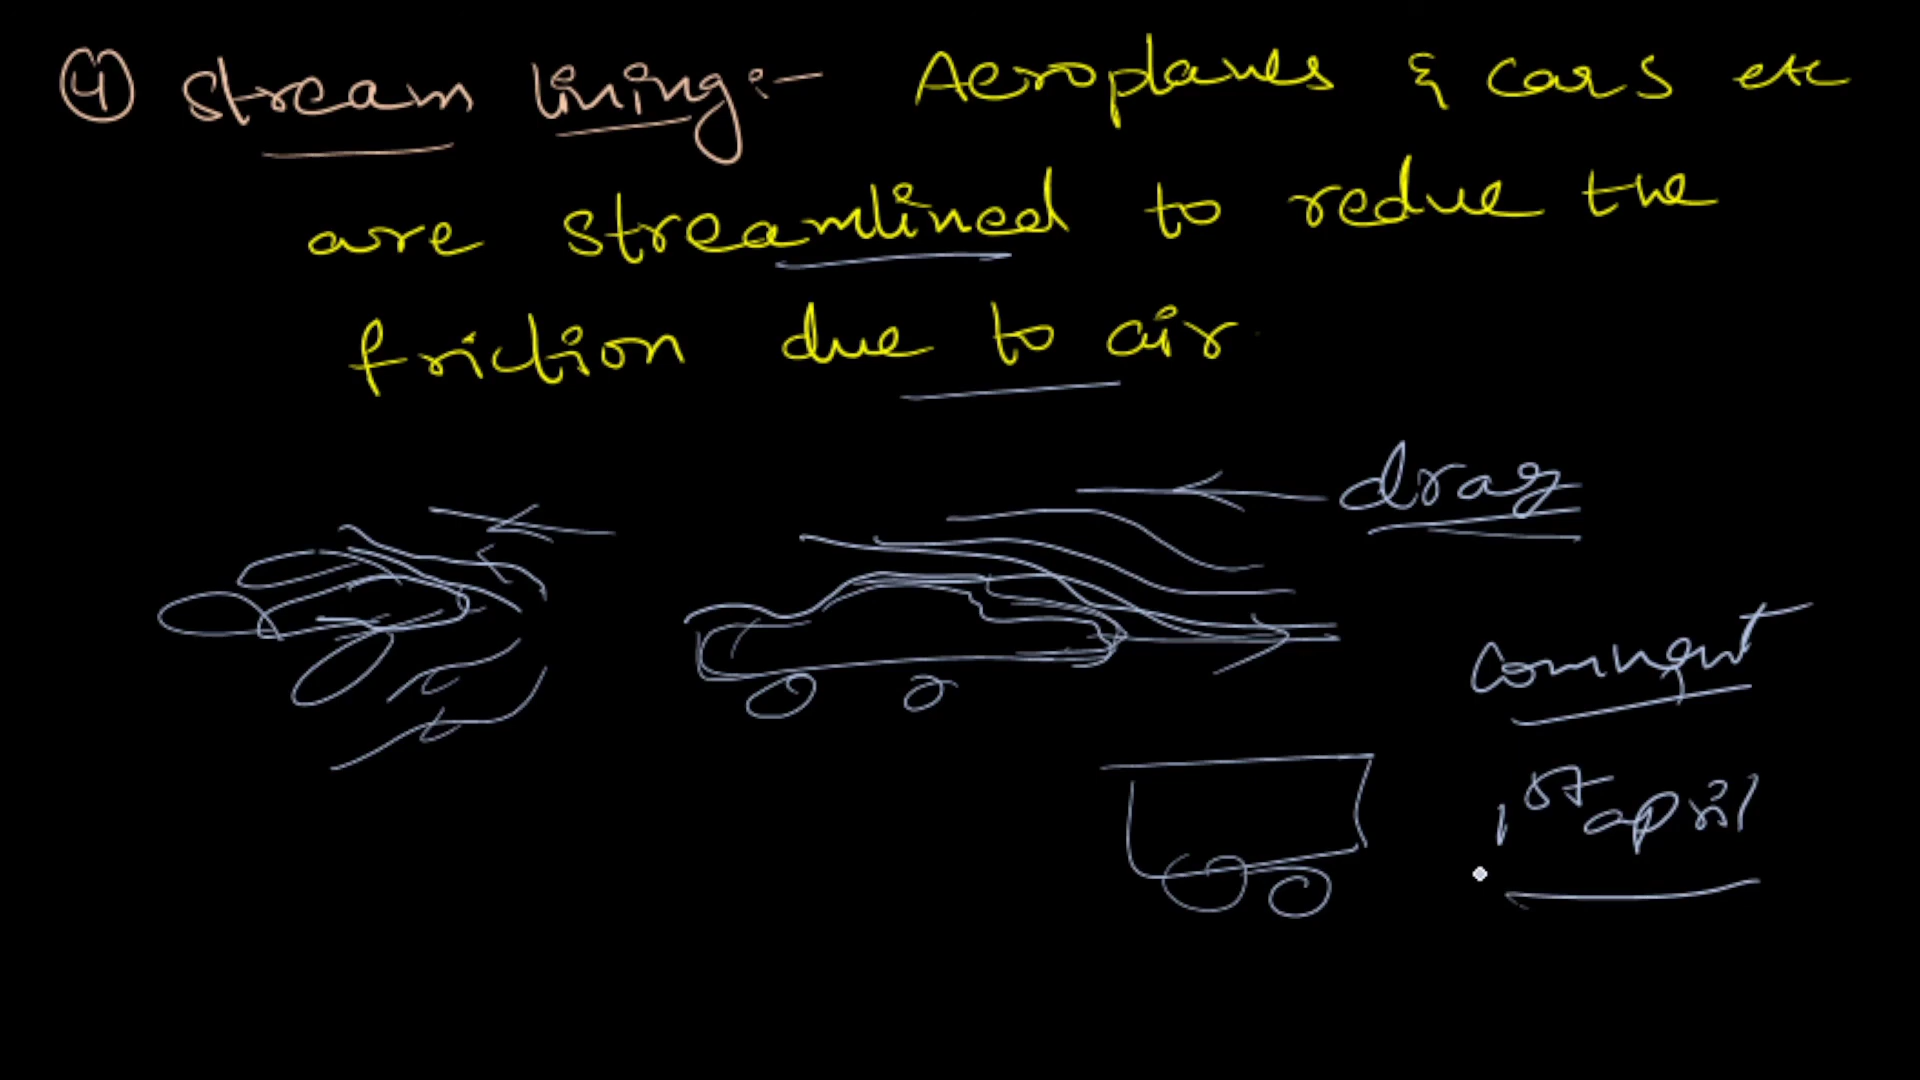 ④ Stream lining:- Aeroplanes & cars etc
are streamlined to redue the
friction due to air
drag
comment
1st april